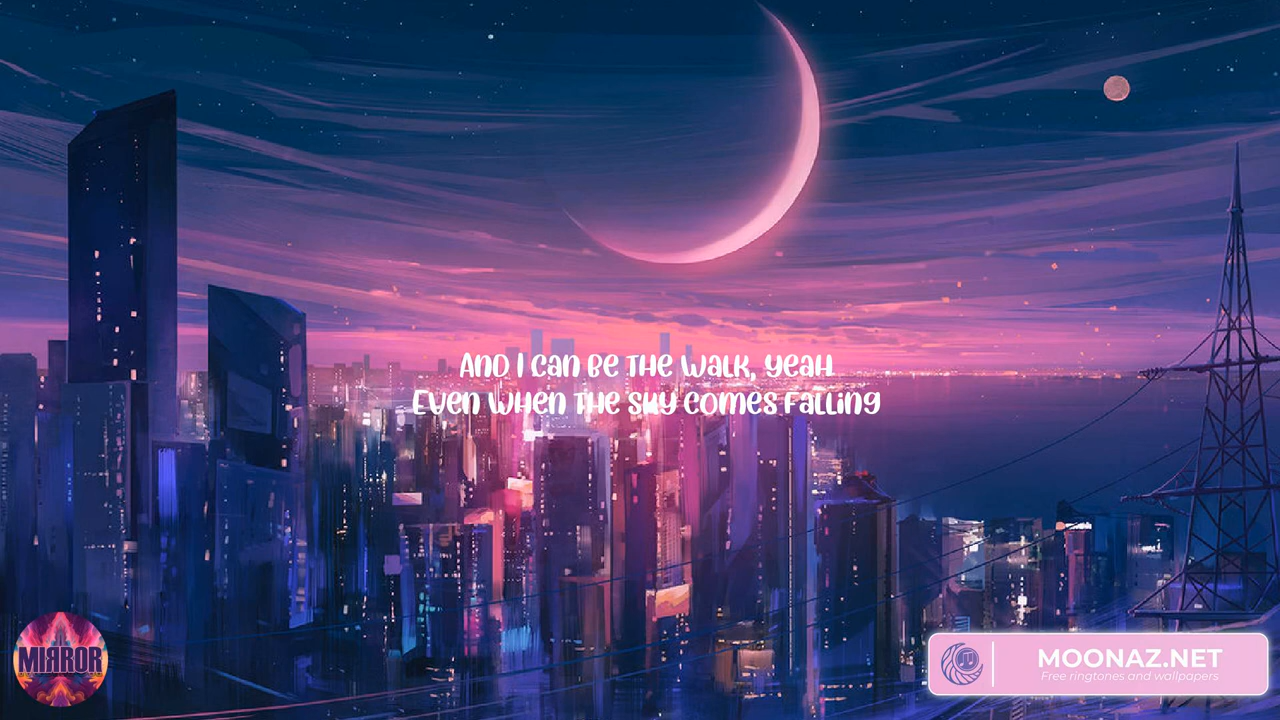 And I can be the walk, yeah
Even when the sky comes falling
MIRROR
MOONAZ.NET
Free ringtones and wallpapers